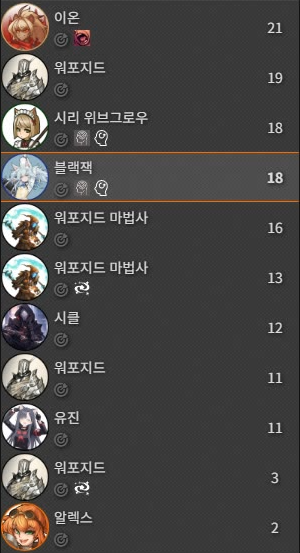 이온 21
워포지드 19
시리 위브그로우 18
블랙잭 18
워포지드 마법사 16
워포지드 마법사 13
시클 12
워포지드 11
유진 11
워포지드 3
알렉스 2